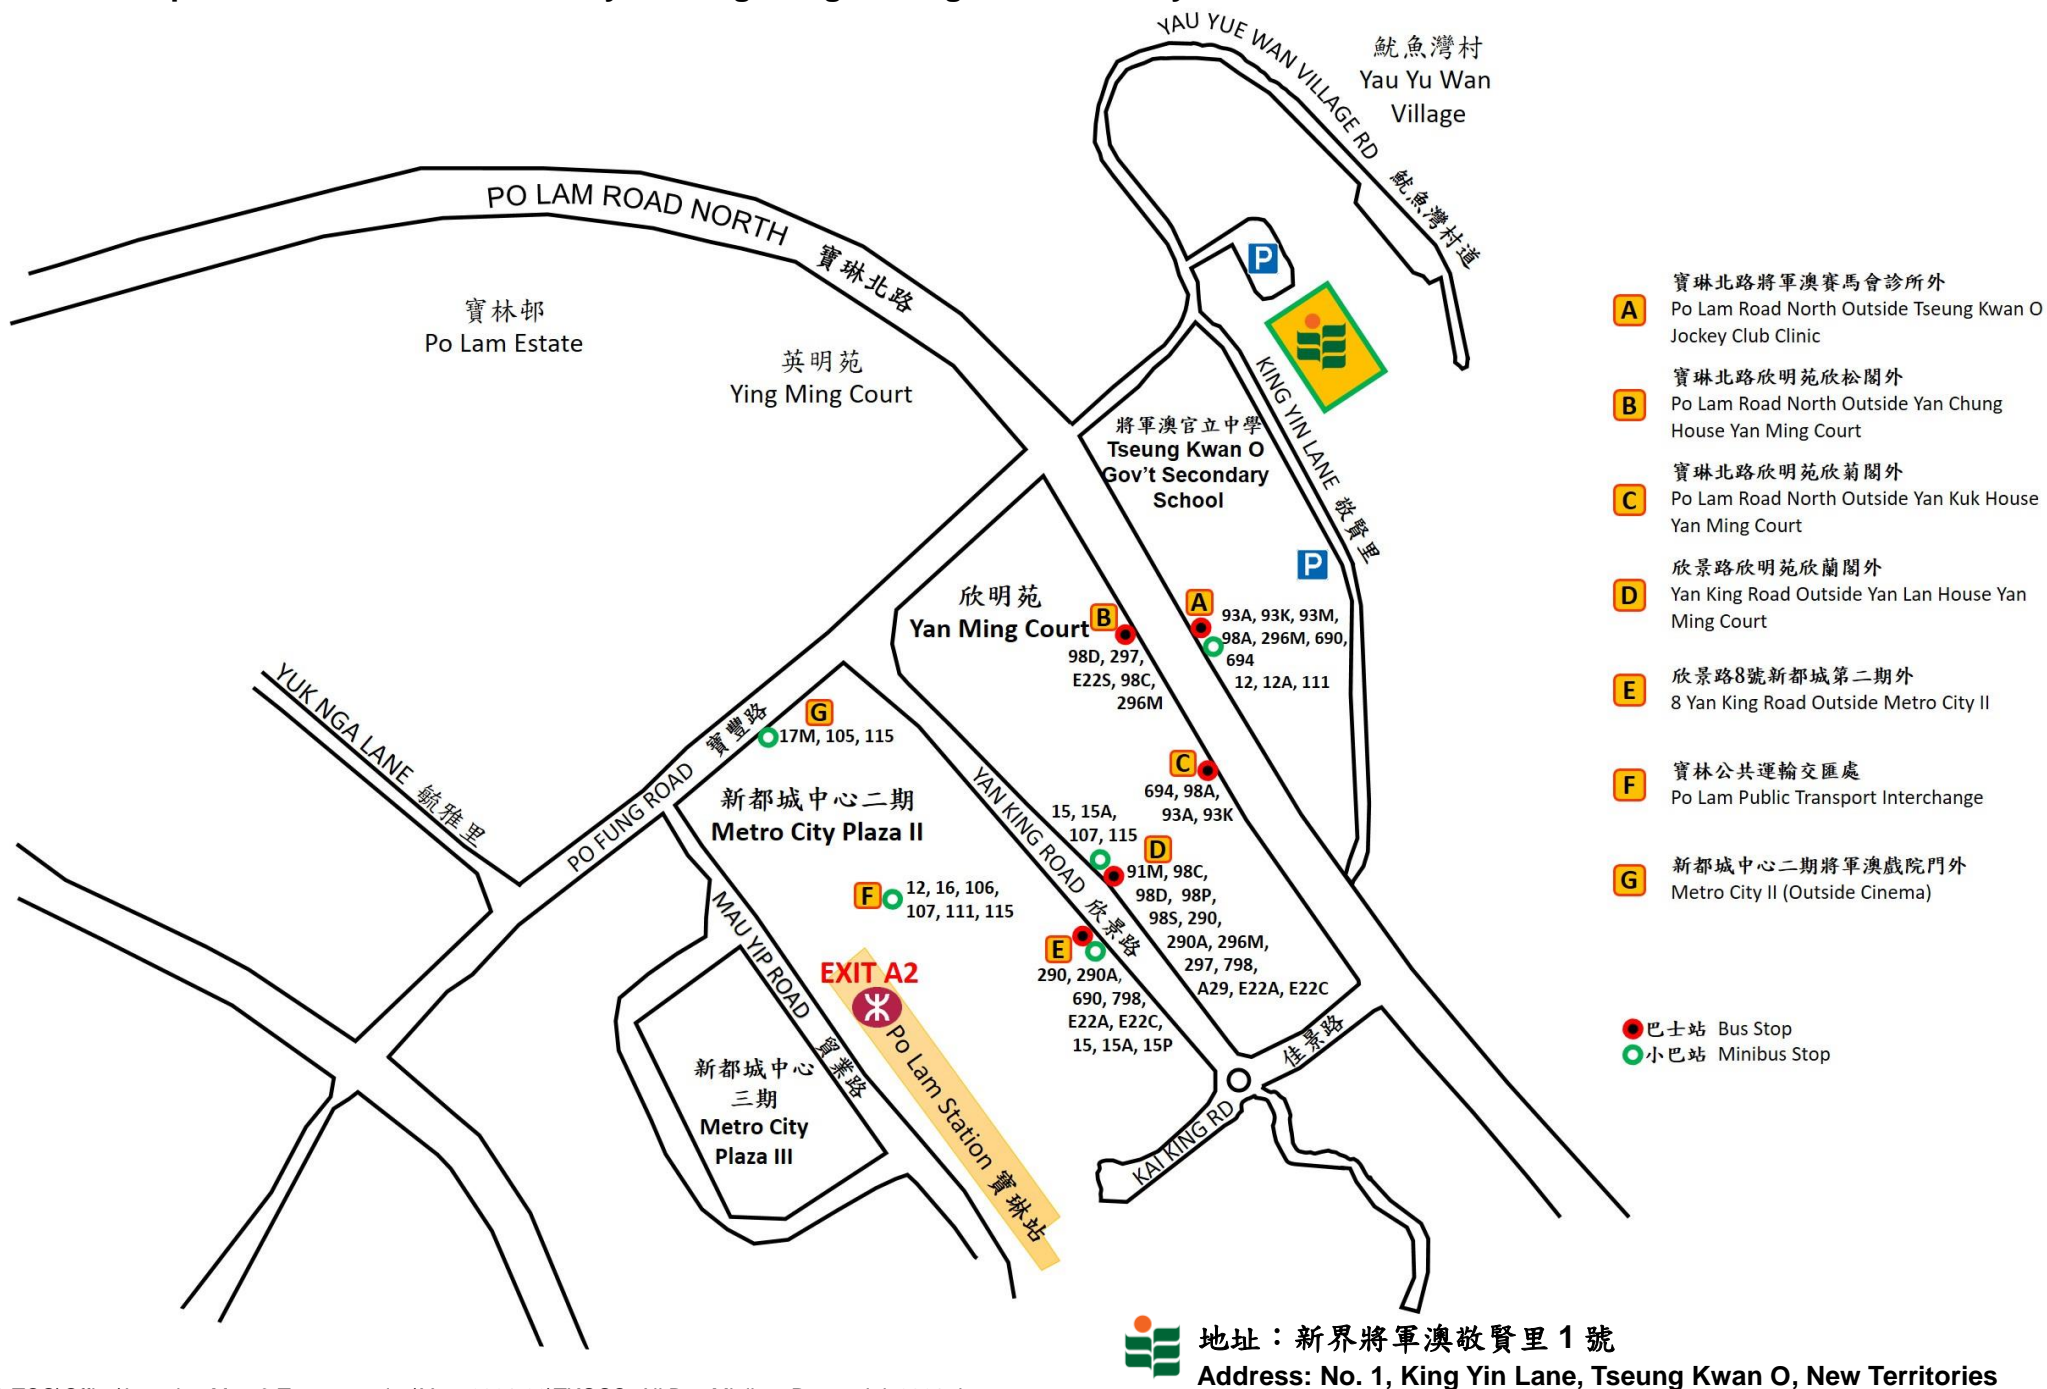 YAU YUE WAN VILLAGE RD 魷魚灣村道
魷魚灣村
Yau Yu Wan
Village
PO LAM ROAD NORTH 寶琳北路
寶林邨
Po Lam Estate
英明苑
Ying Ming Court
P
KING YIN LANE 敬賢里
將軍澳官立中學
Tseung Kwan O
Gov't Secondary
School
P
欣明苑
Yan Ming Court
B
98D, 297,
E22S, 98C,
296M
A
93A, 93K, 93M,
98A, 296M, 690,
694
12, 12A, 111
YUK NGA LANE 毓雅里
PO FUNG ROAD 寶豐路
G
17M, 105, 115
新都城中心二期
Metro City Plaza II
C
694, 98A,
93A, 93K
YAN KING ROAD 欣景路
15, 15A,
107, 115
D
91M, 98C,
98D, 98P,
98S, 290,
290A, 296M,
297, 798,
A29, E22A, E22C
F
12, 16, 106,
107, 111, 115
E
290, 290A,
690, 798,
E22A, E22C,
15, 15A, 15P
MAU YIP ROAD 貿業路
EXIT A2
Po Lam Station 寶琳站
新都城中心
三期
Metro City
Plaza III
佳景路
KAI KING RD
A
寶琳北路將軍澳賽馬會診所外
Po Lam Road North Outside Tseung Kwan O
Jockey Club Clinic
B
寶琳北路欣明苑欣松閣外
Po Lam Road North Outside Yan Chung
House Yan Ming Court
C
寶琳北路欣明苑欣菊閣外
Po Lam Road North Outside Yan Kuk House
Yan Ming Court
D
欣景路欣明苑欣蘭閣外
Yan King Road Outside Yan Lan House Yan
Ming Court
E
欣景路8號新都城第二期外
8 Yan King Road Outside Metro City II
F
寶林公共運輸交匯處
Po Lam Public Transport Interchange
G
新都城中心二期將軍澳戲院門外
Metro City II (Outside Cinema)
巴士站 Bus Stop
小巴站 Minibus Stop
地址：新界將軍澳敬賢里 1 號
Address: No. 1, King Yin Lane, Tseung Kwan O, New Territories